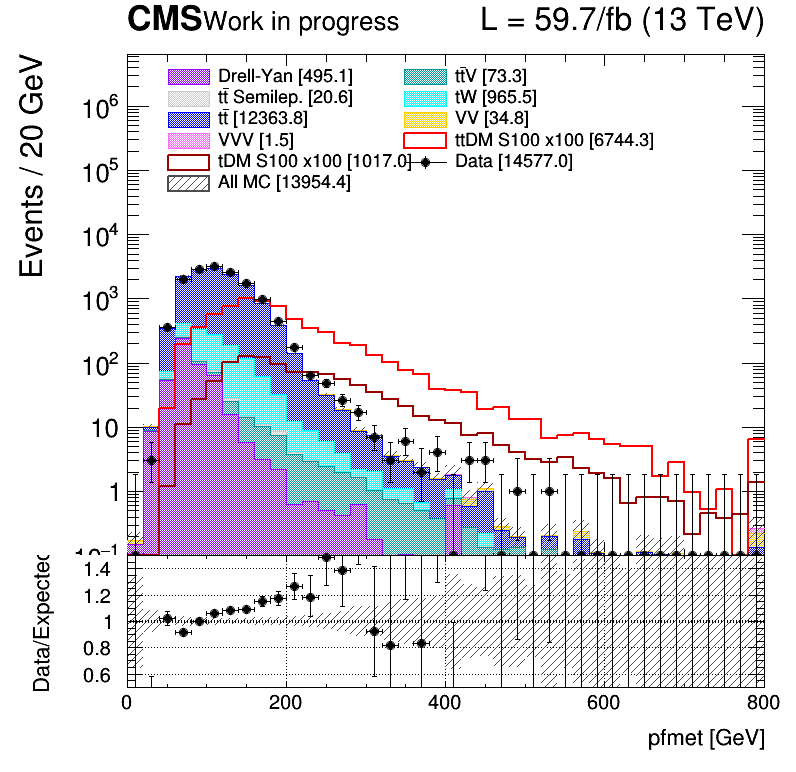 CMS Work in progress L = 59.7/fb (13 TeV)
Events / 20 GeV
Drell-Yan [495.1] tt̄V [73.3]
tt̄ Semilep. [20.6] tW [965.5]
tt̄ [12363.8] VV [34.8]
VVV [1.5] ttDM S100 x100 [6744.3]
tDM S100 x100 [1017.0] Data [14577.0]
All MC [13954.4]
10⁶
10⁵
10⁴
10³
10²
10
1
10⁻¹
Data/Expected
1.4
1.2
1
0.8
0.6
0 200 400 600 800
pfmet [GeV]